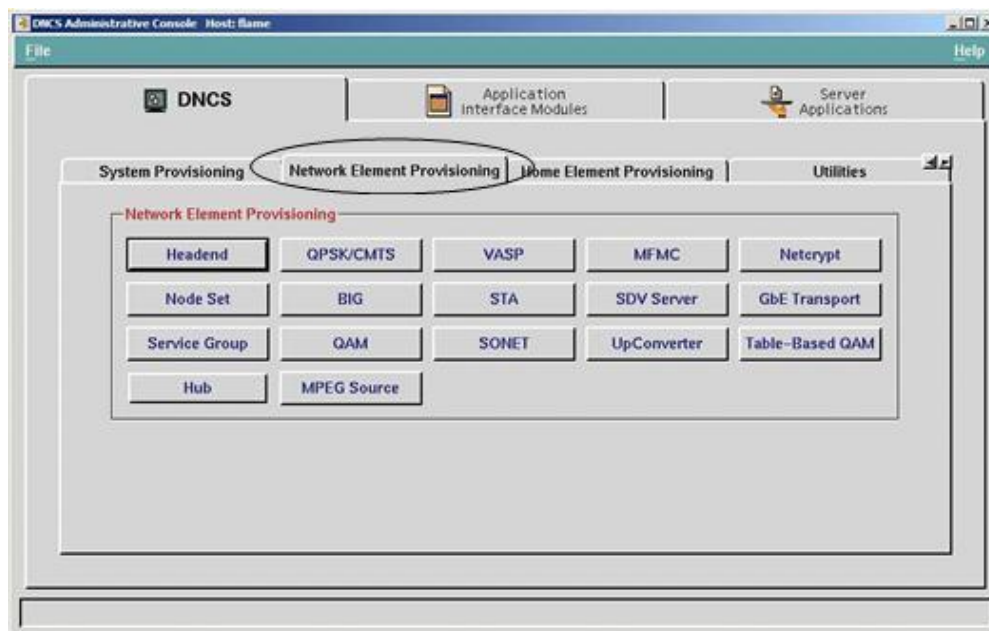 DNCS Administrative Console Host: flame
File Help
DNCS
Application
Interface Modules
Server
Applications
System Provisioning
Network Element Provisioning
Home Element Provisioning
Utilities
Network Element Provisioning
Headend QPSK/CMTS VASP MFMC Netcrypt
Node Set BIG STA SDV Server GbE Transport
Service Group QAM SONET UpConverter Table-Based QAM
Hub MPEG Source